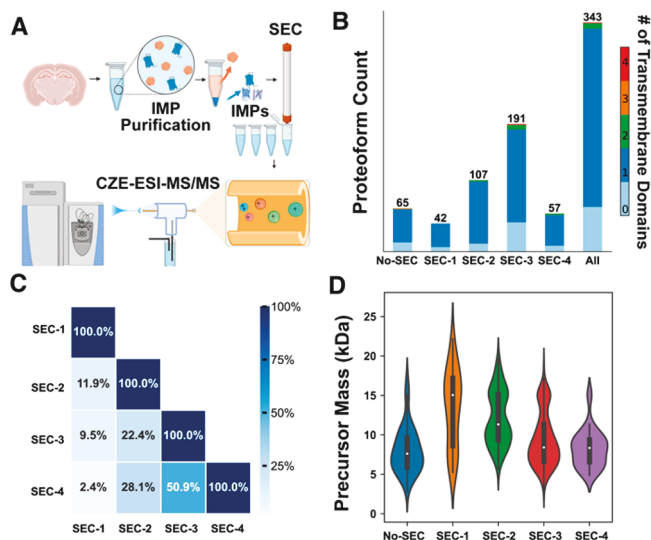 A
SEC
IMP
Purification
IMPs
CZE-ESI-MS/MS
B
Proteoform Count
65
42
107
191
57
343
No-SEC SEC-1 SEC-2 SEC-3 SEC-4 All
4
3
2
1
0
# of Transmembrane Domains
C
SEC-1
100.0%
SEC-2
11.9% 100.0%
SEC-3
9.5% 22.4% 100.0%
SEC-4
2.4% 28.1% 50.9% 100.0%
SEC-1 SEC-2 SEC-3 SEC-4
100%
75%
50%
25%
D
Precursor Mass (kDa)
25
20
15
10
5
0
No-SEC SEC-1 SEC-2 SEC-3 SEC-4